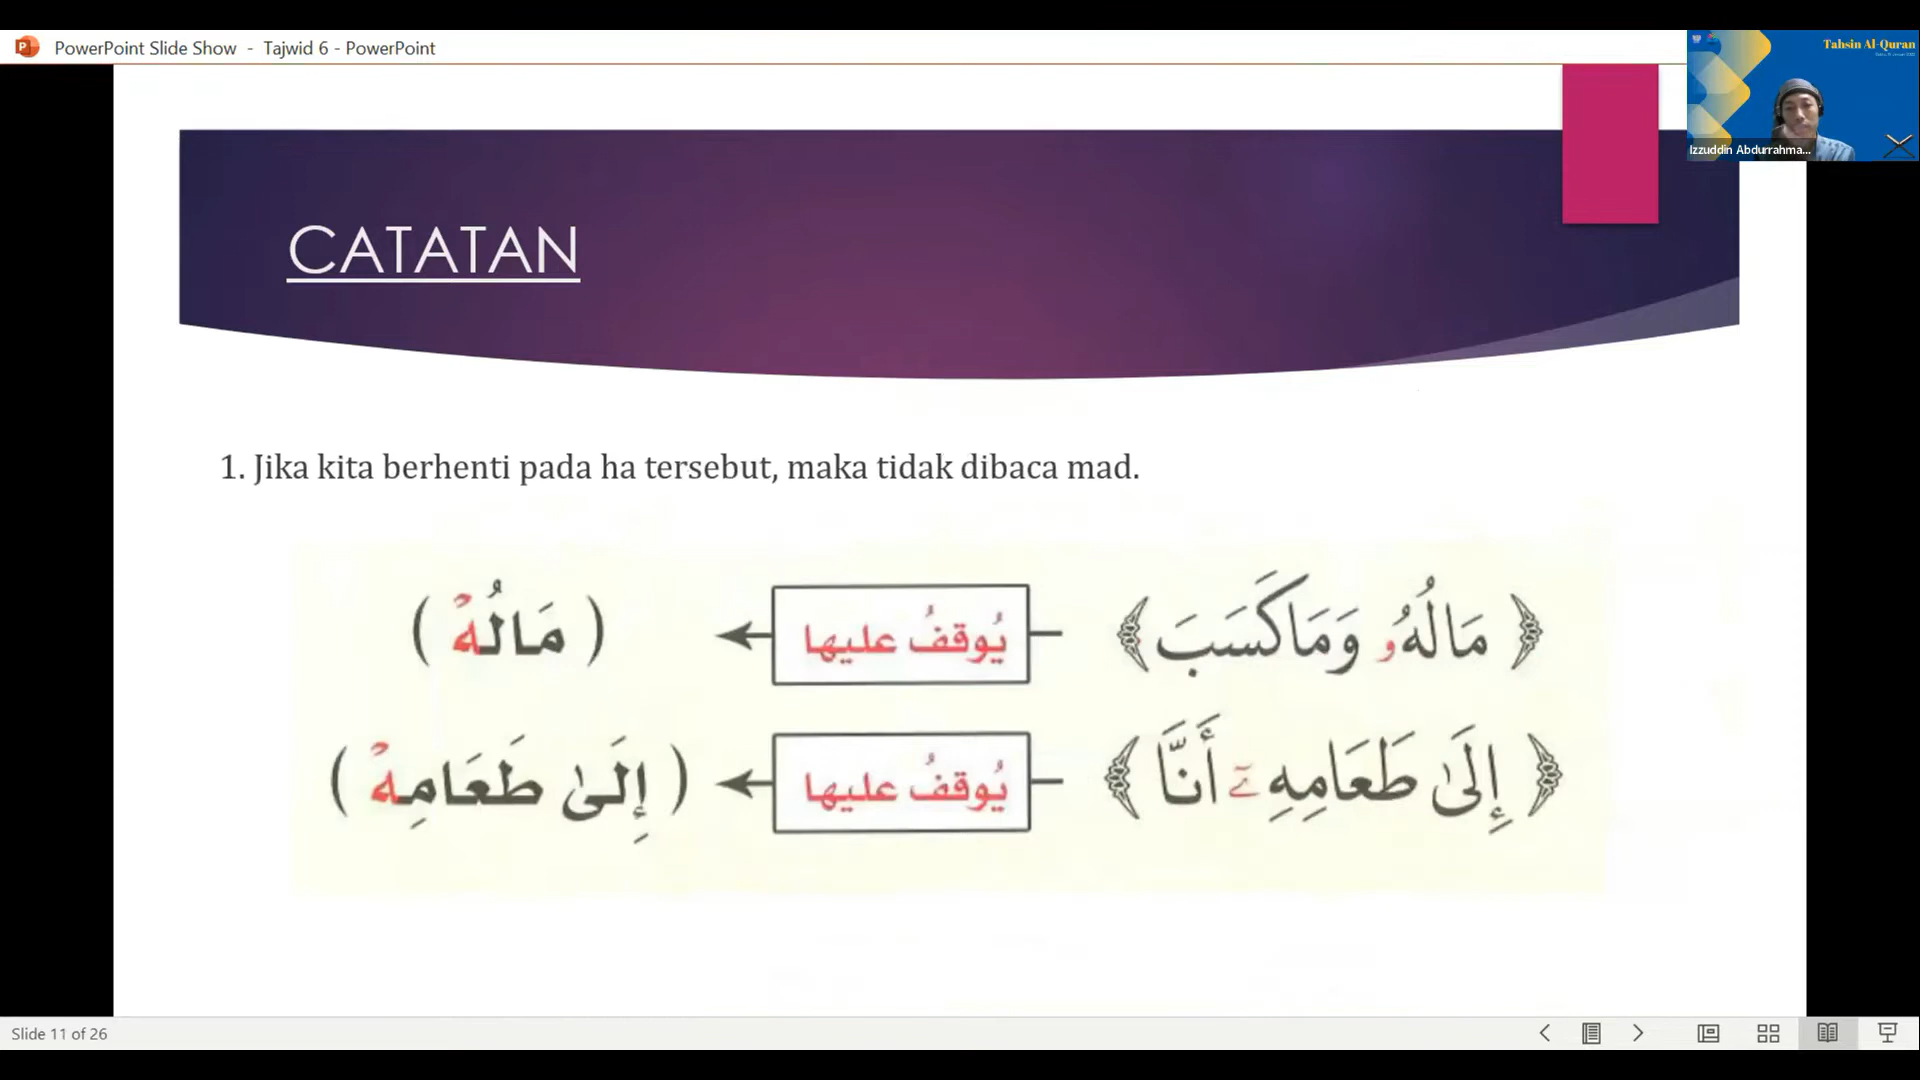 PowerPoint Slide Show - Tajwid 6 - PowerPoint
Tahsin Al-Quran
Izzuddin Abdurrahma...
CATATAN
1. Jika kita berhenti pada ha tersebut, maka tidak dibaca mad.
﴿ مَالُهُۥ وَمَا كَسَبَ ﴾ يُوقفُ عليها ( مَالُهْ )
﴿ إِلَىٰ طَعَامِهِۦٓ أَنَّا ﴾ يُوقفُ عليها ( إِلَىٰ طَعَامِهْ )
Slide 11 of 26